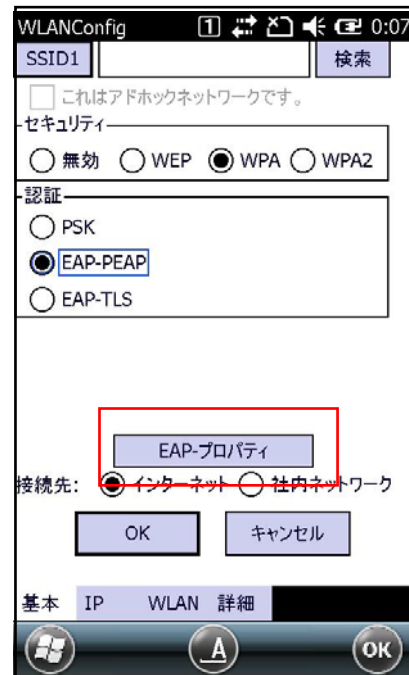 WLANConfig 1 0:07
SSID1 検索
これはアドホックネットワークです。
セキュリティ
無効 WEP WPA WPA2
認証
PSK
EAP-PEAP
EAP-TLS
EAP-プロパティ
接続先: インターネット 社内ネットワーク
OK キャンセル
基本 IP WLAN 詳細
A OK